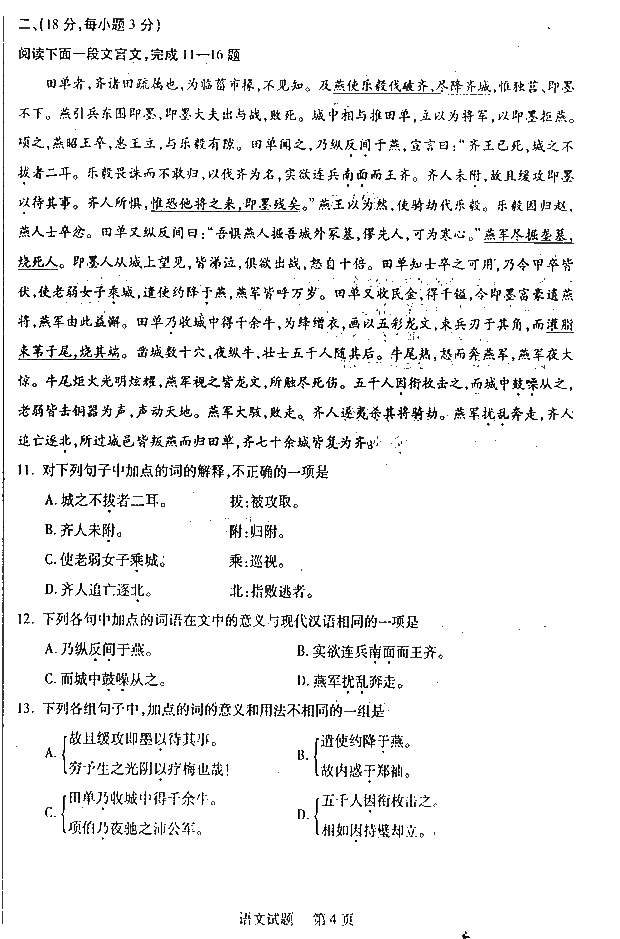 二、(18分,每小题3分)
阅读下面一段文言文,完成11—16题
田单者,齐诸田疏属也,为临菑市掾,不见知。及燕使乐毅伐破齐,尽降齐城,惟独莒、即墨
不下。燕引兵东围即墨,即墨大夫出与战,败死。城中相与推田单,立以为将军,以即墨拒燕。
顷之,燕昭王卒,惠王立,与乐毅有隙。田单闻之,乃纵反间于燕,宣言曰:“齐王已死,城之不
拔者二耳。乐毅畏诛而不敢归,以伐齐为名,实欲连兵南面而王齐。齐人未附,故且缓攻即墨
以待其事。齐人所惧,惟恐他将之来,即墨残矣。”燕王以为然,使骑劫代乐毅。乐毅因归赵,
燕人士卒忿。田单又纵反间曰:“吾惧燕人掘吾城外冢墓,僇先人,可为寒心。”燕军尽掘垄墓,
烧死人。即墨人从城上望见,皆涕泣,俱欲出战,怒自十倍。田单知士卒之可用,乃令甲卒皆
伏,使老弱女子乘城,遣使约降于燕,燕军皆呼万岁。田单又收民金,得千镒,令即墨富豪遗燕
将,燕军由此益懈。田单乃收城中得千余牛,为绛缯衣,画以五彩龙文,束兵刃于其角,而灌脂
束苇于尾,烧其端。凿城数十穴,夜纵牛,壮士五千人随其后。牛尾热,怒而奔燕军,燕军夜大
惊。牛尾炬火光明炫耀,燕军视之皆龙文,所触尽死伤。五千人因衔枚击之,而城中鼓噪从之,
老弱皆击铜器为声,声动天地。燕军大骇,败走。齐人遂夷杀其将骑劫。燕军扰乱奔走,齐人
追亡逐北,所过城邑皆叛燕而归田单,齐七十余城皆复为齐。
11. 对下列句子中加点的词的解释,不正确的一项是
A. 城之不拔者二耳。 拔:被攻取。
B. 齐人未附。 附:归附。
C. 使老弱女子乘城。 乘:巡视。
D. 齐人追亡逐北。 北:指败逃者。
12. 下列各句中加点的词语在文中的意义与现代汉语相同的一项是
A. 乃纵反间于燕。 B. 实欲连兵南面而王齐。
C. 而城中鼓噪从之。 D. 燕军扰乱奔走。
13. 下列各组句子中,加点的词的意义和用法不相同的一组是
A. 故且缓攻即墨以待其事。
穷予生之光阴以疗梅也哉!
B. 遣使约降于燕。
故内惑于郑袖。
C. 田单乃收城中得千余牛。
项伯乃夜驰之沛公军。
D. 五千人因衔枚击之。
相如因持璧却立。
语文试题 第4页